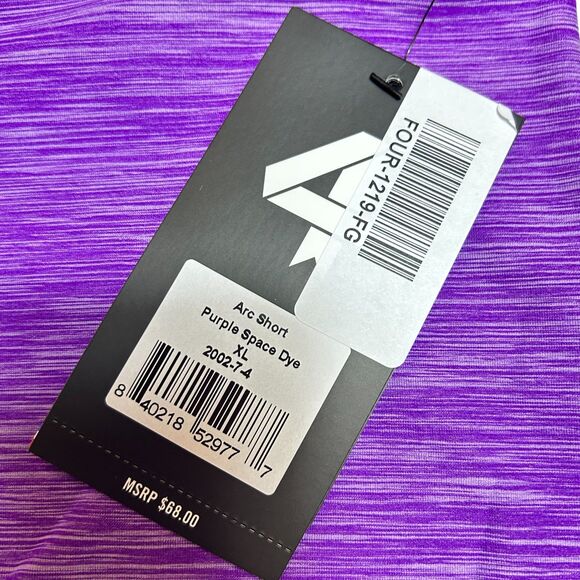 FOUR-1219-FG
Arc Short
Purple Space Dye
XL
2002-7-4
8 40218 52977 7
MSRP $68.00